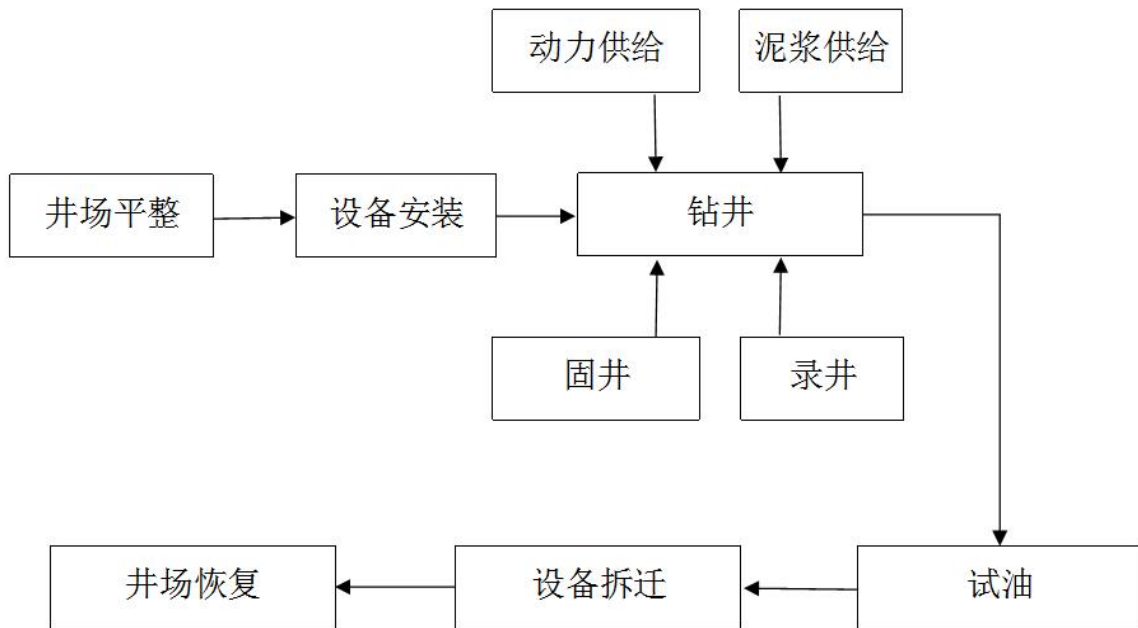 动力供给
泥浆供给
井场平整
设备安装
钻井
固井
录井
井场恢复
设备拆迁
试油